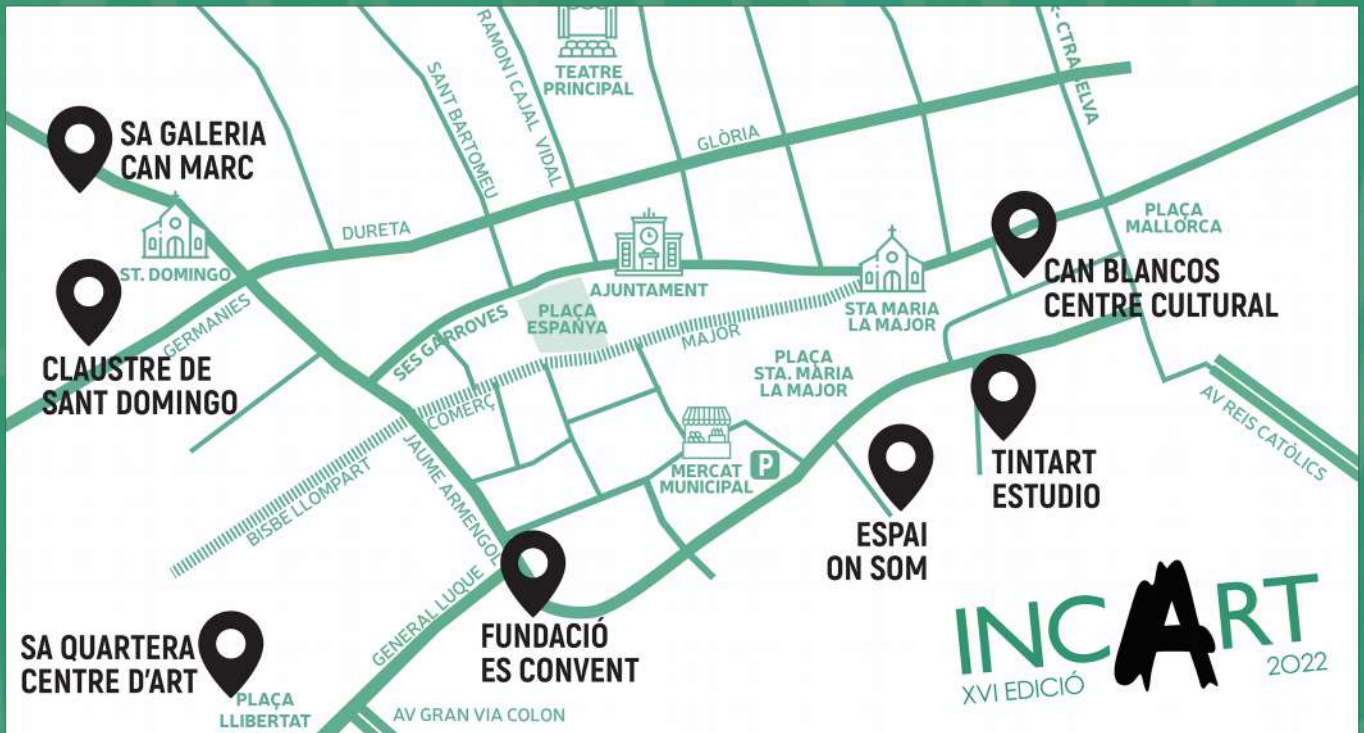 TEATRE
PRINCIPAL
RAMON I CAJAL VIDAL
SANT BARTOMEU
CTRA SELVA
GLÒRIA
SA GALERIA
CAN MARC
DURETA
ST. DOMINGO
AJUNTAMENT
PLAÇA
MALLORCA
CAN BLANCOS
CENTRE CULTURAL
STA MARIA
LA MAJOR
PLAÇA
ESPANYA
GERMANIES
SES GARROVES
MAJOR
CLAUSTRE DE
SANT DOMINGO
PLAÇA
STA. MARIA
LA MAJOR
COMERÇ
AV REIS CATÒLICS
JAUME ARMENGOL
BISBE LLOMPART
MERCAT
MUNICIPAL
P
TINTART
ESTUDIO
ESPAI
ON SOM
GENERAL LUQUE
FUNDACIÓ
ES CONVENT
SA QUARTERA
CENTRE D'ART
PLAÇA
LLIBERTAT
AV GRAN VIA COLON
INCART
XVI EDICIÓ
2022